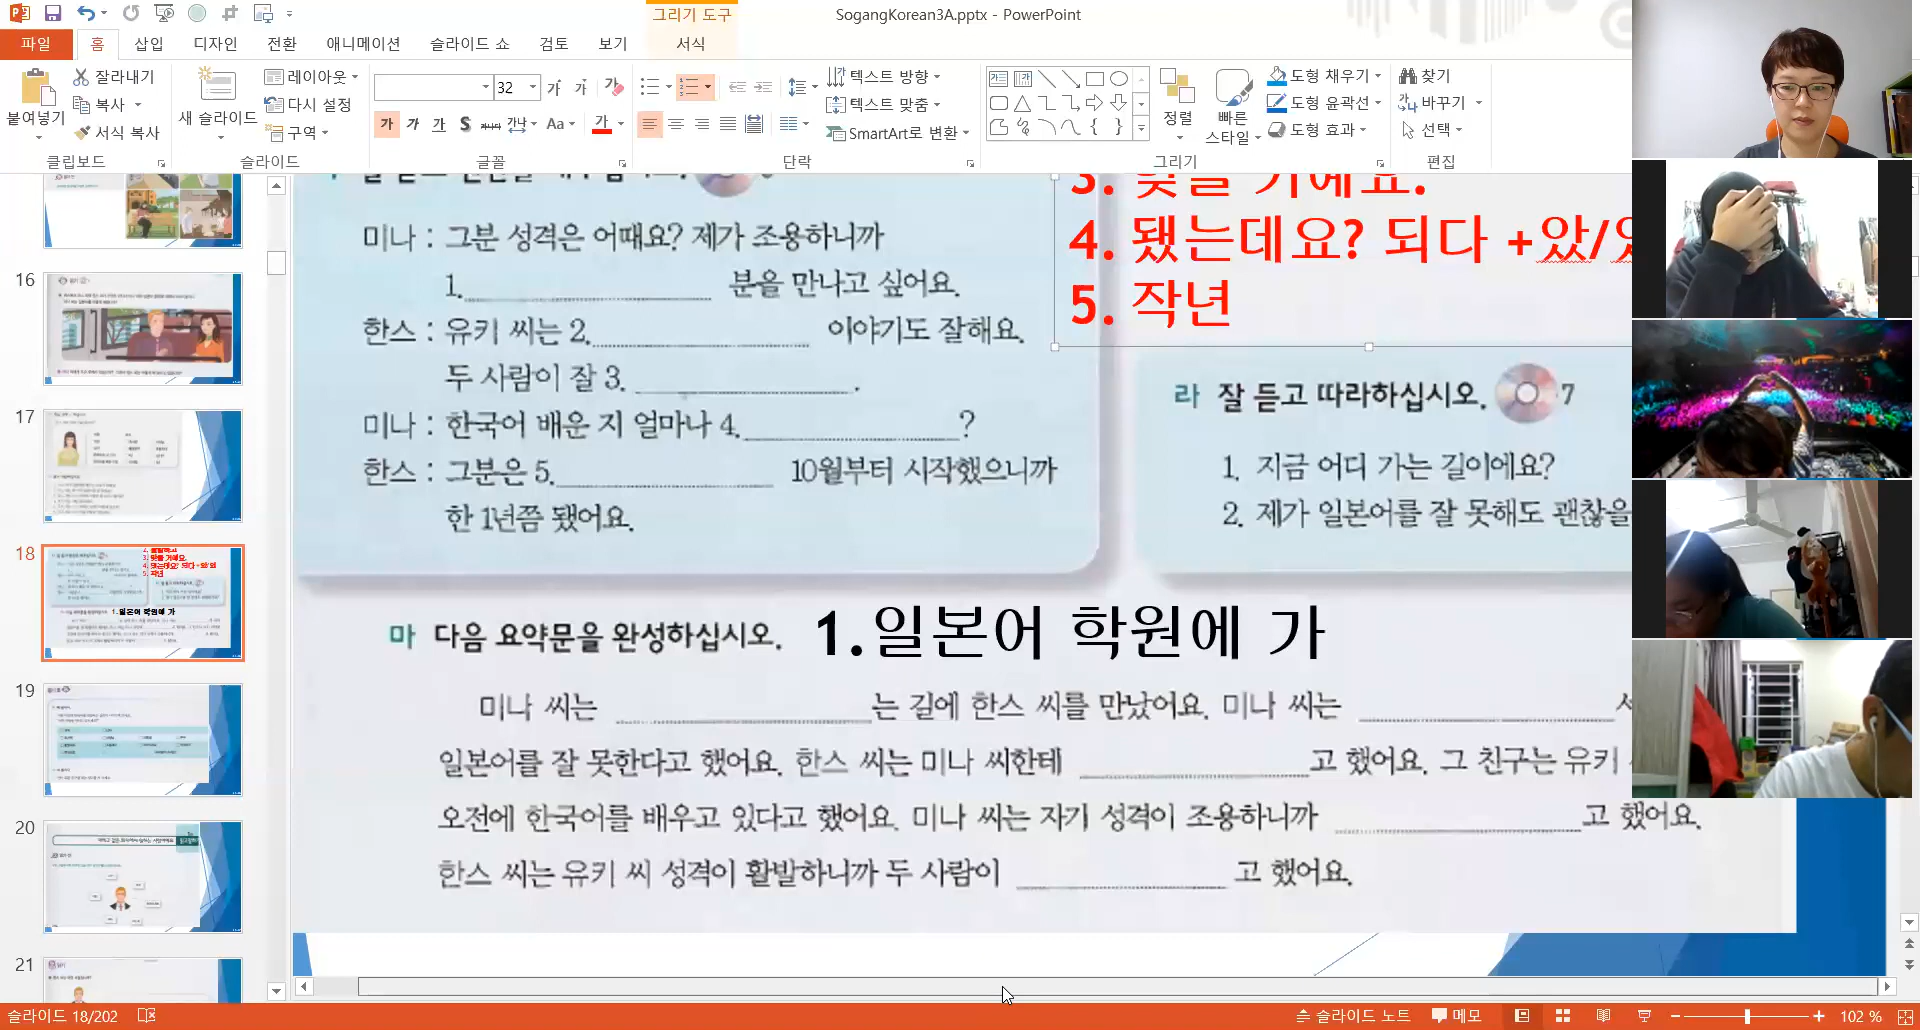 그리기 도구
SogangKorean3A.pptx - PowerPoint
파일 홈 삽입 디자인 전환 애니메이션 슬라이드 쇼 검토 보기 서식
붙여넣기
잘라내기
복사
서식 복사
클립보드
새 슬라이드
레이아웃
다시 설정
구역
슬라이드
32
글꼴
텍스트 방향
텍스트 맞춤
SmartArt로 변환
단락
정렬
빠른 스타일
도형 채우기
도형 윤곽선
도형 효과
그리기
찾기
바꾸기
선택
편집
16
17
18
19
20
21
미나 : 그분 성격은 어때요? 제가 조용하니까
1. 분을 만나고 싶어요.
한스 : 유키 씨는 2. 이야기도 잘해요.
두 사람이 잘 3. .
미나 : 한국어 배운 지 얼마나 4. ?
한스 : 그분은 5. 10월부터 시작했으니까
한 1년쯤 됐어요.
3. 맞을 거예요.
4. 됐는데요? 되다 +았/
5. 작년
라 잘 듣고 따라하십시오. 7
1. 지금 어디 가는 길이에요?
2. 제가 일본어를 잘 못해도 괜찮을
마 다음 요약문을 완성하십시오.
1.일본어 학원에 가
미나 씨는 는 길에 한스 씨를 만났어요. 미나 씨는
일본어를 잘 못한다고 했어요. 한스 씨는 미나 씨한테 고 했어요. 그 친구는 유키
오전에 한국어를 배우고 있다고 했어요. 미나 씨는 자기 성격이 조용하니까 고 했어요.
한스 씨는 유키 씨 성격이 활발하니까 두 사람이 고 했어요.
슬라이드 18/202
슬라이드 노트
메모
102 %